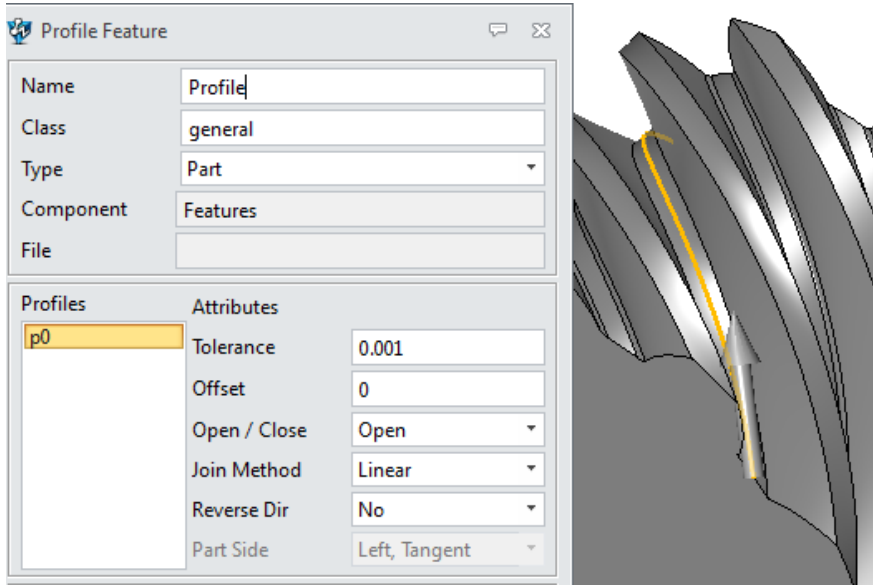 Profile Feature
Name Profile
Class general
Type Part
Component Features
File
Profiles Attributes
p0
Tolerance 0.001
Offset 0
Open / Close Open
Join Method Linear
Reverse Dir No
Part Side Left, Tangent